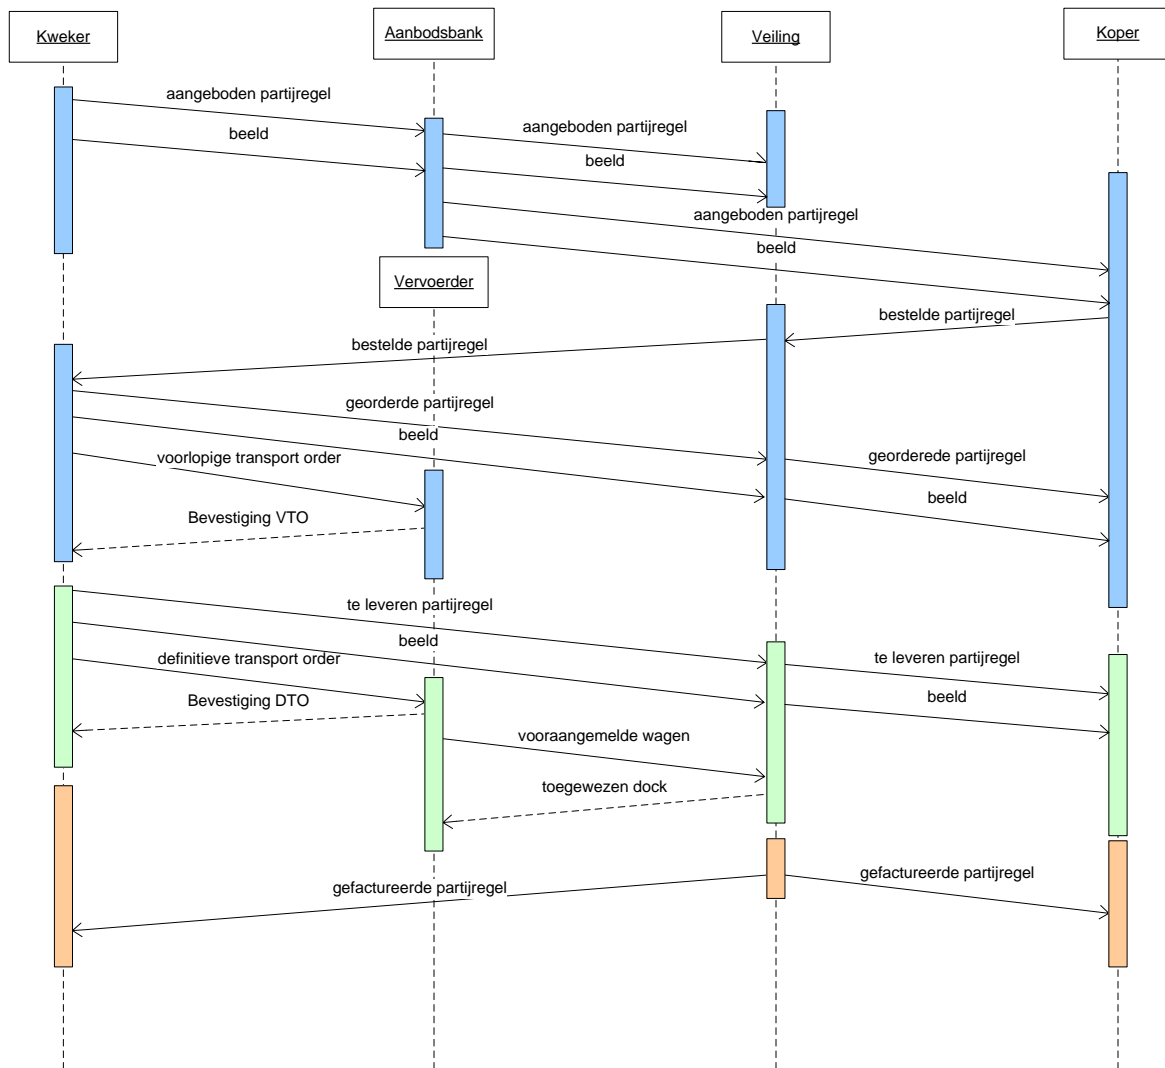 Kweker
Aanbodsbank
Veiling
Koper
aangeboden partijregel
aangeboden partijregel
beeld
beeld
aangeboden partijregel
beeld
Vervoerder
bestelde partijregel
bestelde partijregel
georderde partijregel
beeld
voorlopige transport order
georderede partijregel
beeld
Bevestiging VTO
te leveren partijregel
beeld
definitieve transport order
te leveren partijregel
Bevestiging DTO
beeld
vooraangemelde wagen
toegewezen dock
gefactureerde partijregel
gefactureerde partijregel